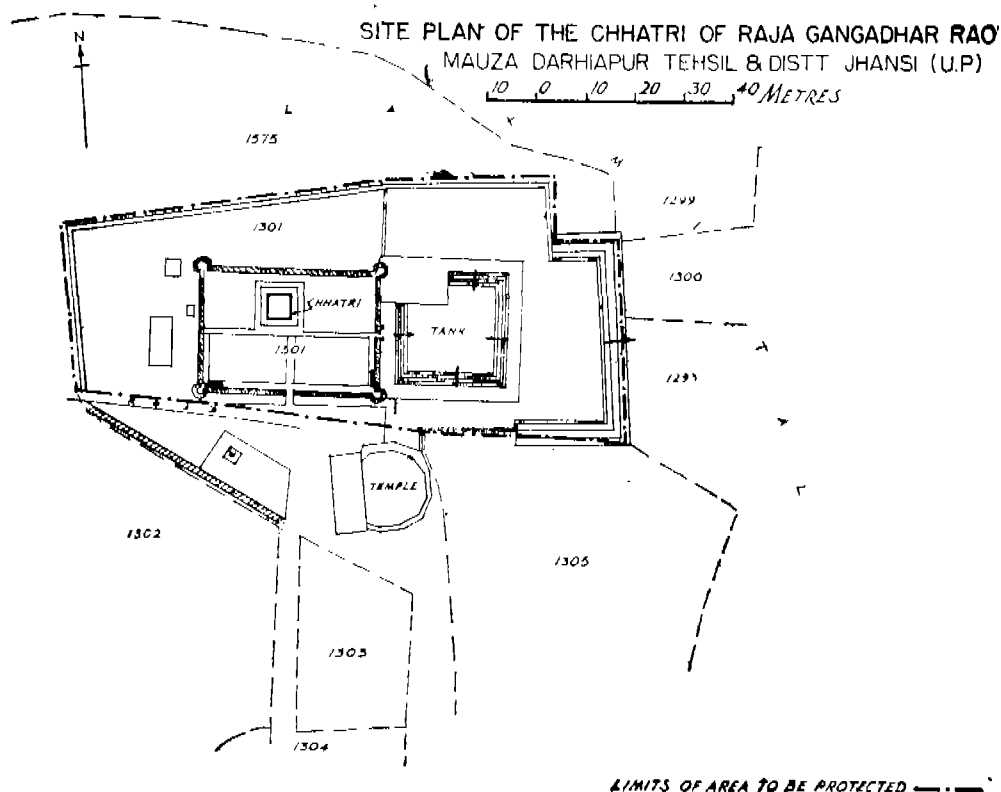 SITE PLAN OF THE CHHATRI OF RAJA GANGADHAR RAO
MAUZA DARHIAPUR TEHSIL & DISTT JHANSI (U.P)
10 0 10 20 30 40 METRES
N
1575
1299
1301
1300
CHHATRI
TANK
1301
TEMPLE
1302
1305
1303
1304
LIMITS OF AREA TO BE PROTECTED